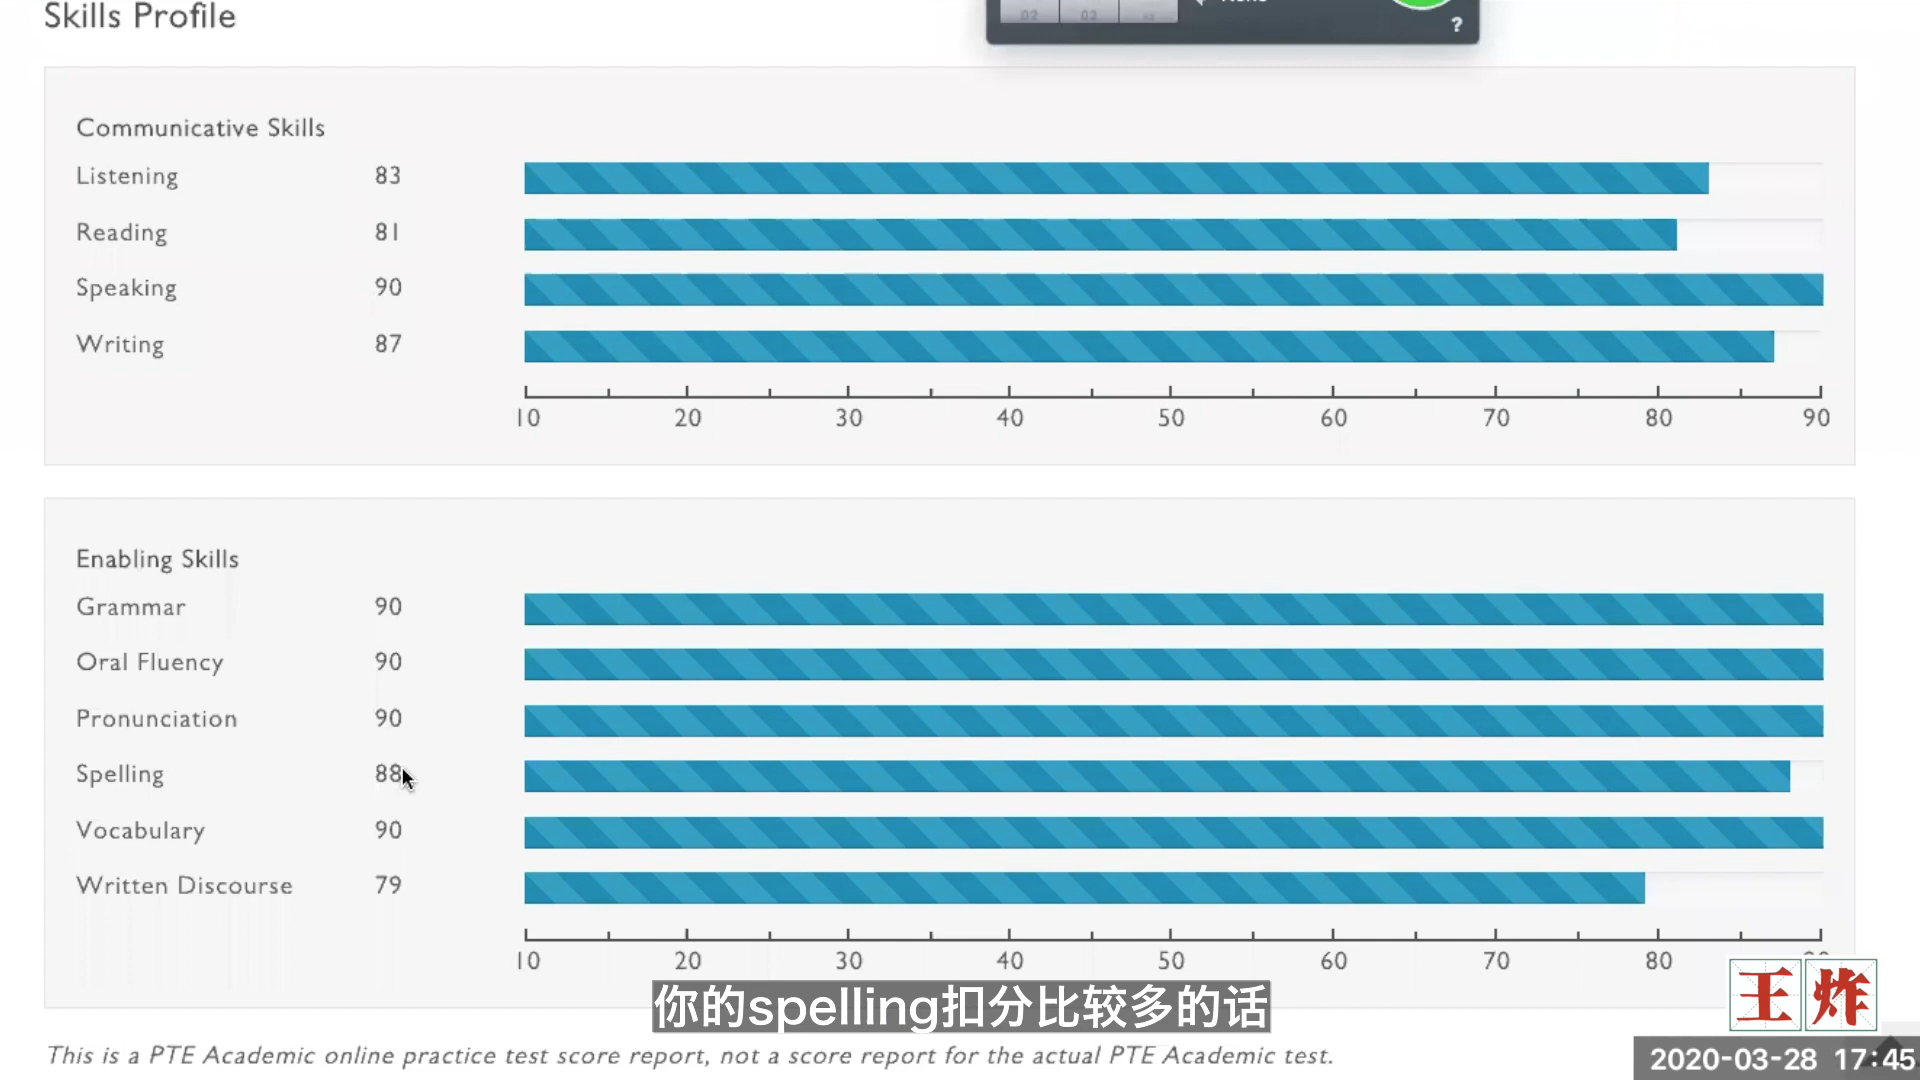 Skills Profile
02 03
?
Communicative Skills
Listening 83
Reading 81
Speaking 90
Writing 87
10 20 30 40 50 60 70 80 90
Enabling Skills
Grammar 90
Oral Fluency 90
Pronunciation 90
Spelling 88
Vocabulary 90
Written Discourse 79
10 20 30 40 50 60 70 80
你的spelling扣分比较多的话
王炸
This is a PTE Academic online practice test score report, not a score report for the actual PTE Academic test.
2020-03-28 17:45